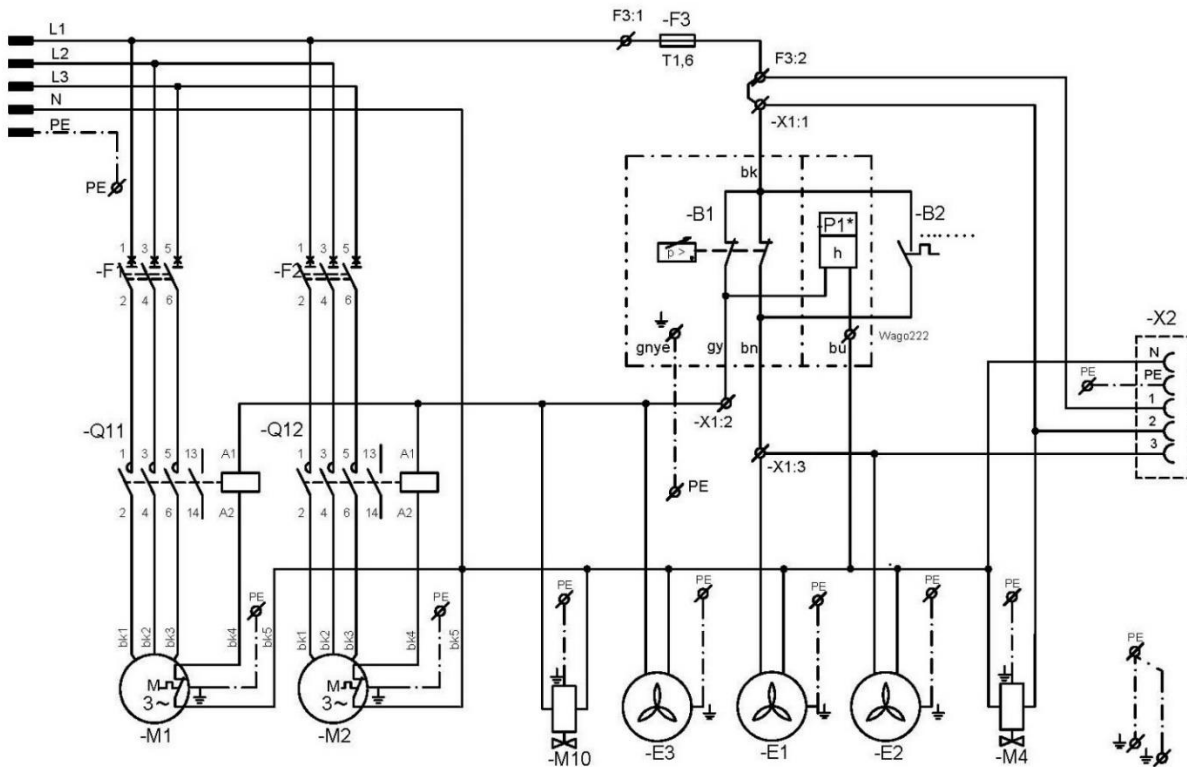 L1
L2
L3
N
PE
PE
F3:1
-F3
T1,6
F3:2
-X1:1
bk
-B1
p >
-P1*
h
-B2
Wago222
gnye
gy
bn
bu
-X1:2
-X1:3
PE
-X2
N
PE
1
2
3
PE
1 3 5
-F1
2 4 6
1 3 5
-F2
2 4 6
-Q11
1 3 5 13 A1
2 4 6 14 A2
-Q12
1 3 5 13 A1
2 4 6 14 A2
bk1 bk2 bk3 bk4 bk5
PE
M
3~
-M1
bk1 bk2 bk3 bk4 bk5
PE
M
3~
-M2
PE
-M10
PE
-E3
PE
-E1
PE
-E2
PE
-M4
PE